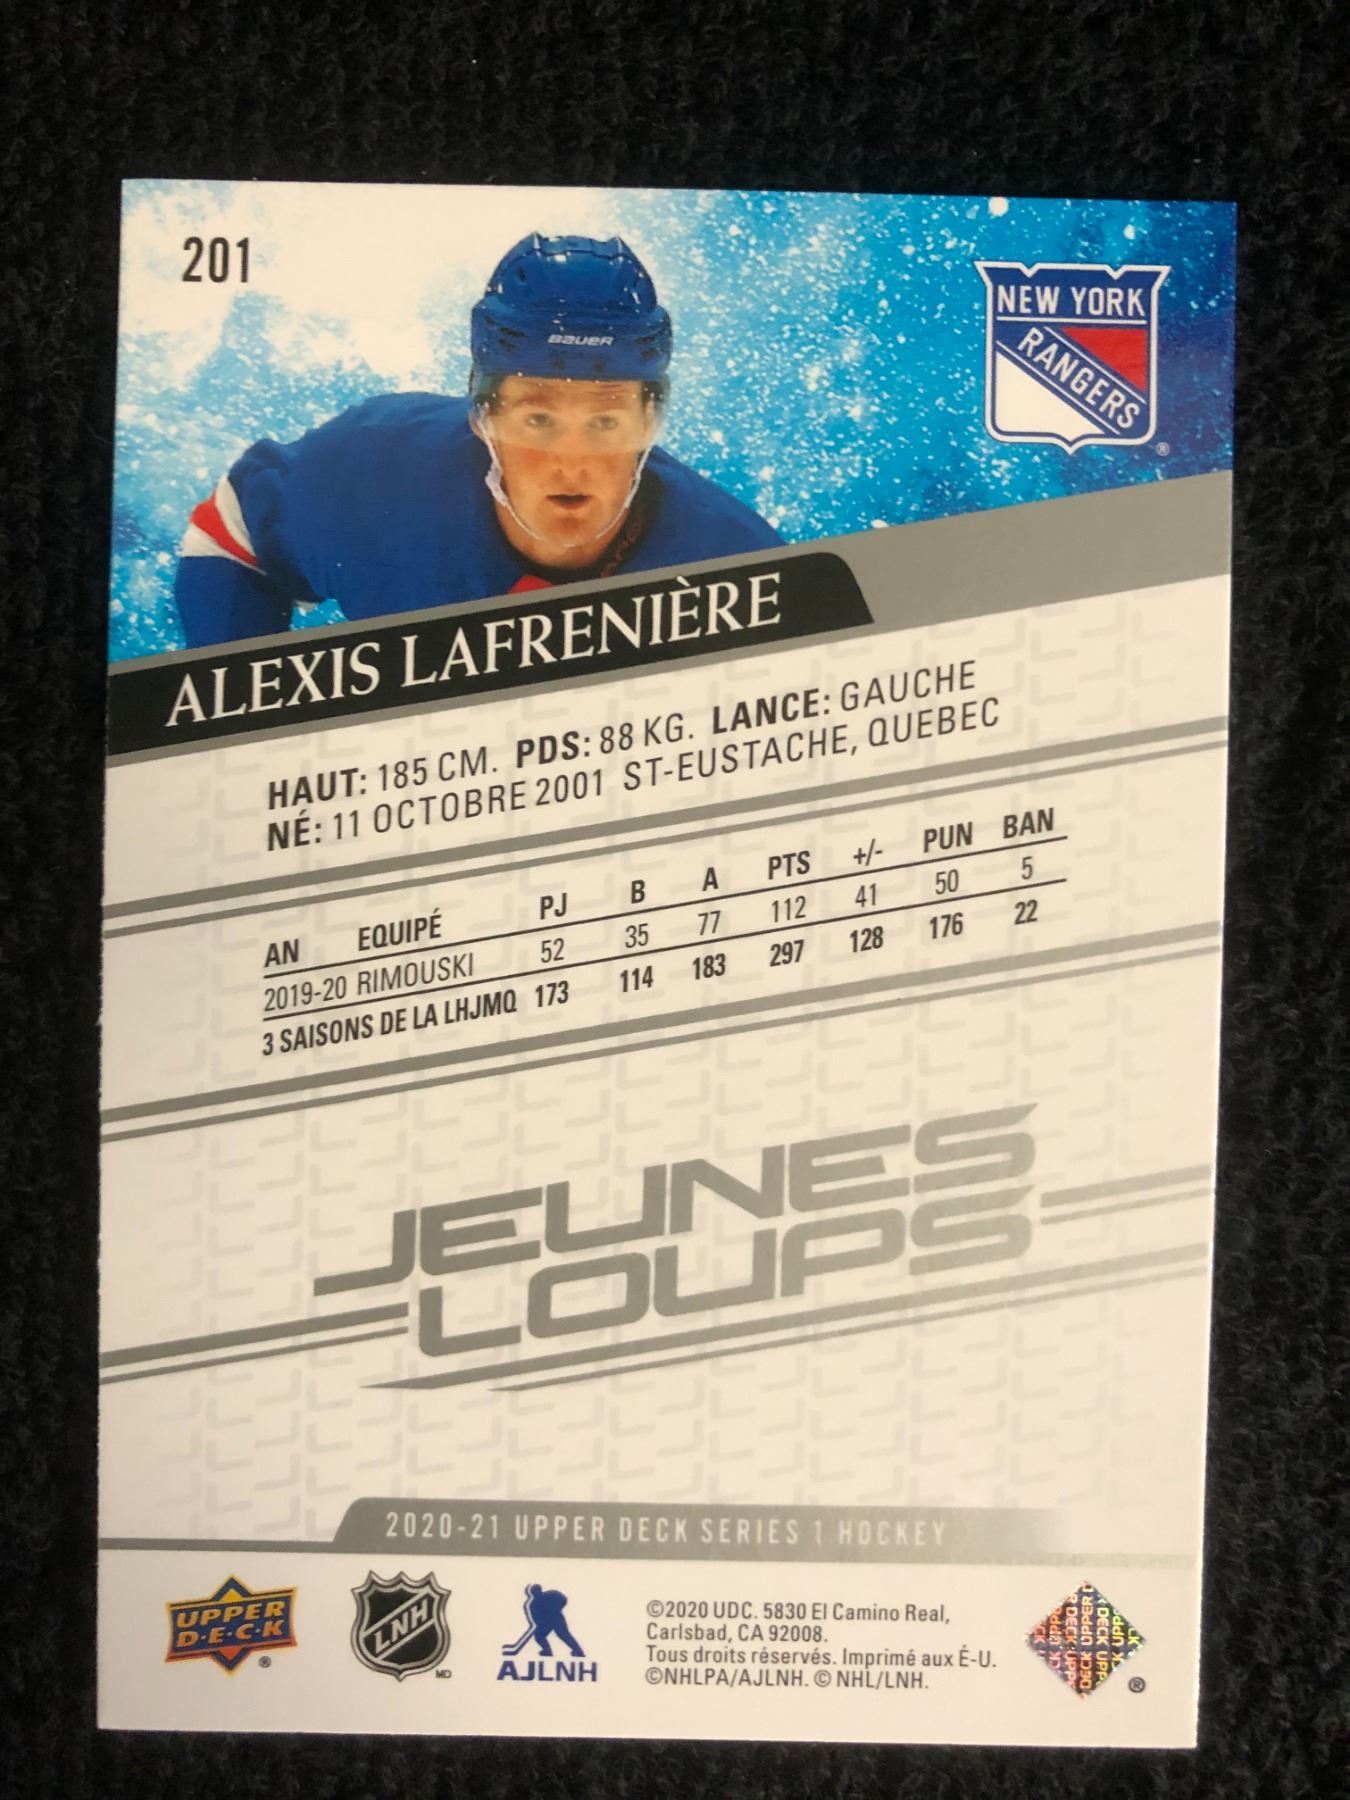 201
BAUER
NEW YORK
RANGERS
®
ALEXIS LAFRENIÈRE
HAUT: 185 CM. PDS: 88 KG. LANCE: GAUCHE
NÉ: 11 OCTOBRE 2001 ST-EUSTACHE, QUEBEC
AN EQUIPÉ PJ B A PTS +/- PUN BAN
2019-20 RIMOUSKI 52 35 77 112 41 50 5
3 SAISONS DE LA LHJMQ 173 114 183 297 128 176 22
JEUNES
LOUPS
2020-21 UPPER DECK SERIES 1 HOCKEY
UPPER
D·E·C·K
®
LNH
MD
AJLNH
©2020 UDC. 5830 El Camino Real,
Carlsbad, CA 92008.
Tous droits réservés. Imprimé aux É-U.
©NHLPA/AJLNH. © NHL/LNH.
UPPER DECK
®